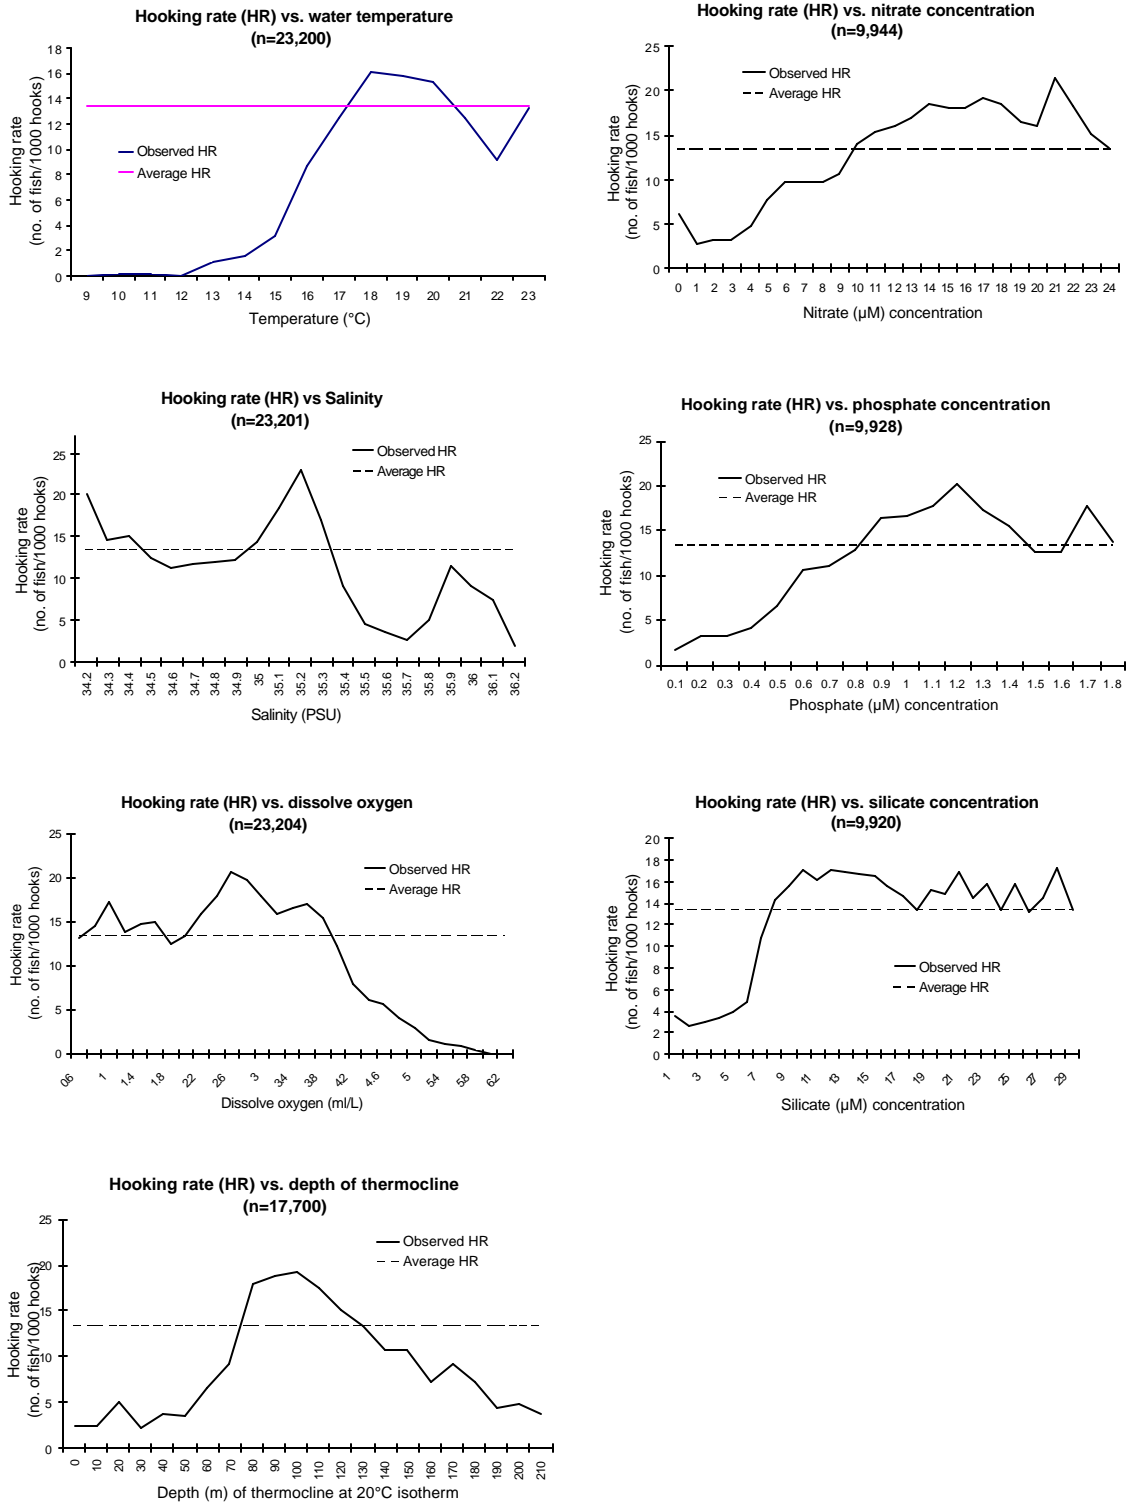 Hooking rate (HR) vs. water temperature
(n=23,200)
Hooking rate
(no. of fish/1000 hooks)
18
16
14
12
10
8
6
4
2
0
Observed HR
Average HR
9 10 11 12 13 14 15 16 17 18 19 20 21 22 23
Temperature (°C)
Hooking rate (HR) vs. nitrate concentration
(n=9,944)
Hooking rate
(no. of fish/1000 hooks)
25
20
15
10
5
0
Observed HR
Average HR
0 1 2 3 4 5 6 7 8 9 10 11 12 13 14 15 16 17 18 19 20 21 22 23 24
Nitrate (µM) concentration
Hooking rate (HR) vs Salinity
(n=23,201)
Hooking rate
(no. of fish/1000 hooks)
25
20
15
10
5
0
Observed HR
Average HR
34.2 34.3 34.4 34.5 34.6 34.7 34.8 34.9 35 35.1 35.2 35.3 35.4 35.5 35.6 35.7 35.8 35.9 36 36.1 36.2
Salinity (PSU)
Hooking rate (HR) vs. phosphate concentration
(n=9,928)
Hooking rate
(no. of fish/1000 hooks)
25
20
15
10
5
0
Observed HR
Average HR
0.1 0.2 0.3 0.4 0.5 0.6 0.7 0.8 0.9 1 1.1 1.2 1.3 1.4 1.5 1.6 1.7 1.8
Phosphate (µM) concentration
Hooking rate (HR) vs. dissolve oxygen
(n=23,204)
Hooking rate
(no. of fish/1000 hooks)
25
20
15
10
5
0
Observed HR
Average HR
0.6 1 1.4 1.8 2.2 2.6 3 3.4 3.8 4.2 4.6 5 5.4 5.8 6.2
Dissolve oxygen (ml/L)
Hooking rate (HR) vs. silicate concentration
(n=9,920)
Hooking rate
(no. of fish/1000 hooks)
20
18
16
14
12
10
8
6
4
2
0
Observed HR
Average HR
1 3 5 7 9 11 13 15 17 19 21 23 25 27 29
Silicate (µM) concentration
Hooking rate (HR) vs. depth of thermocline
(n=17,700)
Hooking rate
(no. of fish/1000 hooks)
25
20
15
10
5
0
Observed HR
Average HR
0 10 20 30 40 50 60 70 80 90 100 110 120 130 140 150 160 170 180 190 200 210
Depth (m) of thermocline at 20°C isotherm